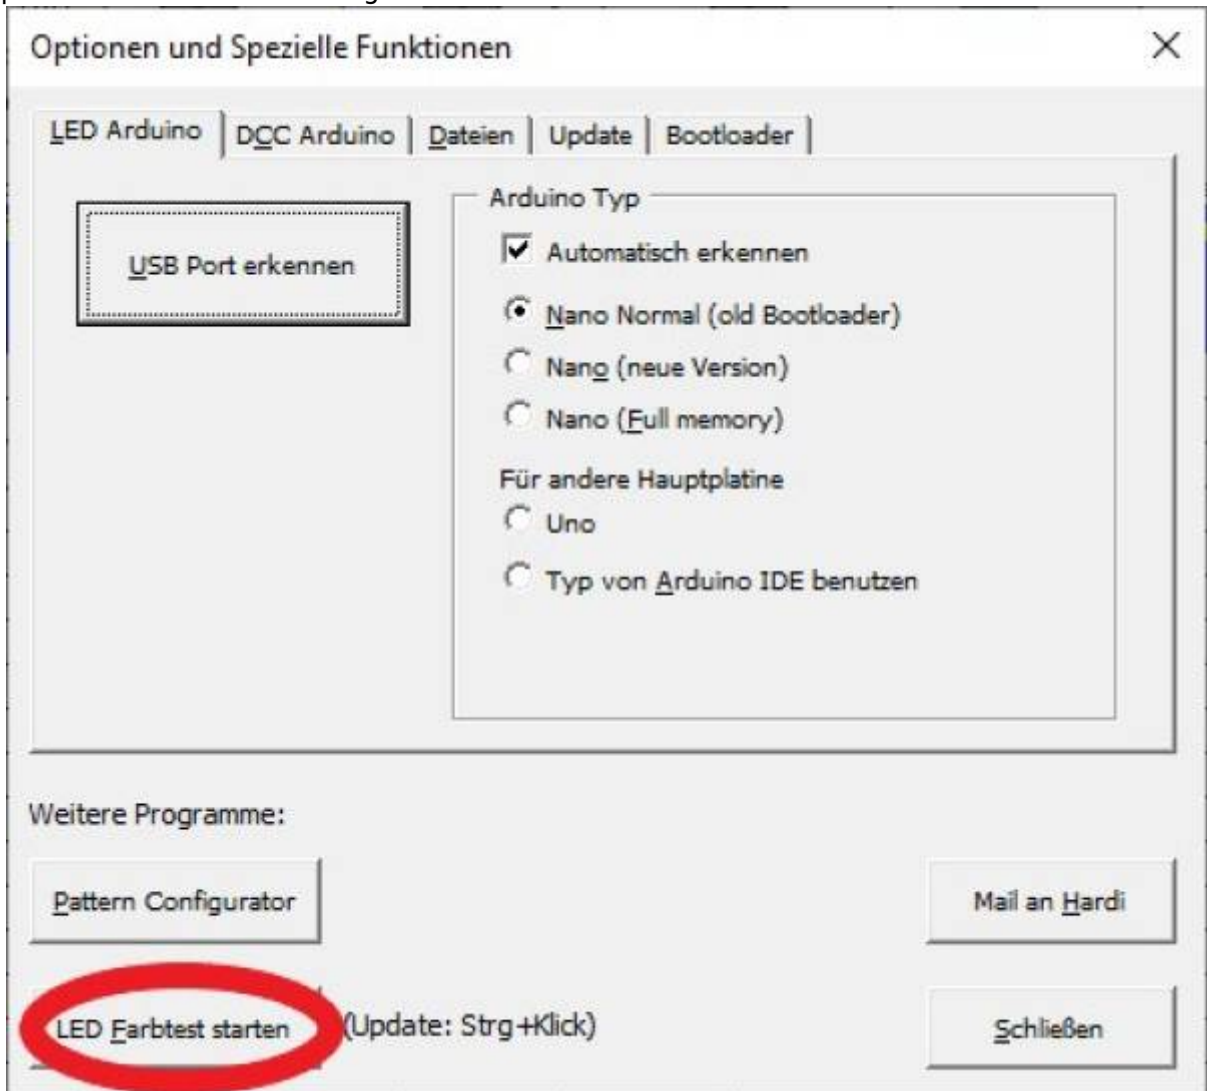 Optionen und Spezielle Funktionen
LED Arduino
DCC Arduino
Dateien
Update
Bootloader
USB Port erkennen
Arduino Typ
Automatisch erkennen
Nano Normal (old Bootloader)
Nano (neue Version)
Nano (Full memory)
Für andere Hauptplatine
Uno
Typ von Arduino IDE benutzen
Weitere Programme:
Pattern Configurator
Mail an Hardi
LED Farbtest starten
(Update: Strg+Klick)
Schließen